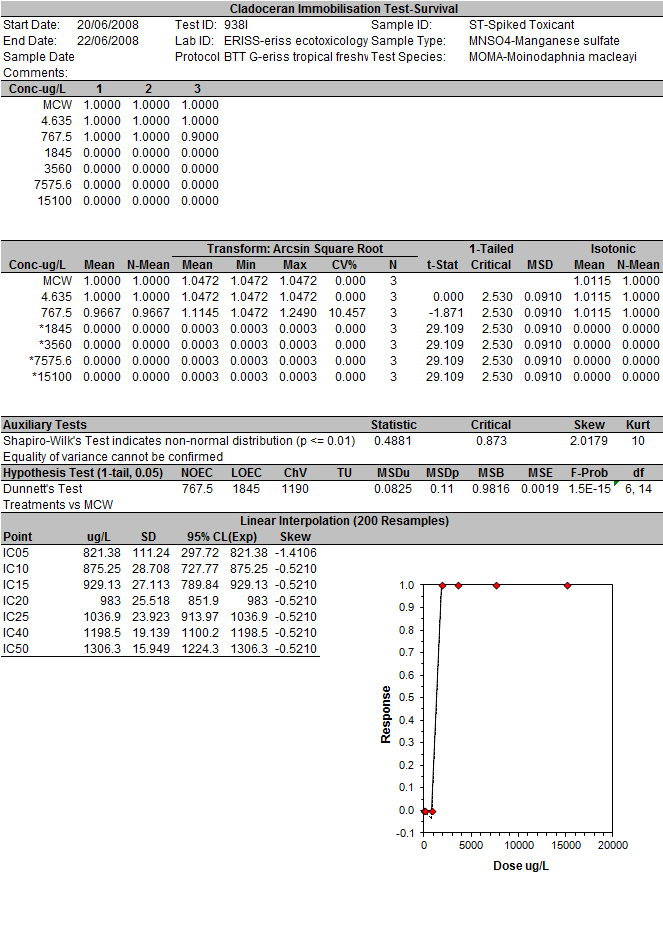 Cladoceran Immobilisation Test-Survival
Start Date: 20/06/2008 Test ID: 938I Sample ID: ST-Spiked Toxicant
End Date: 22/06/2008 Lab ID: ERISS-eriss ecotoxicology Sample Type: MNSO4-Manganese sulfate
Sample Date Protocol BTT G-eriss tropical freshw Test Species: MOMA-Moinodaphnia macleayi
Comments:
Conc-ug/L 1 2 3
MCW 1.0000 1.0000 1.0000
4.635 1.0000 1.0000 1.0000
767.5 1.0000 1.0000 0.9000
1845 0.0000 0.0000 0.0000
3560 0.0000 0.0000 0.0000
7575.6 0.0000 0.0000 0.0000
15100 0.0000 0.0000 0.0000
Transform: Arcsin Square Root 1-Tailed Isotonic
Conc-ug/L Mean N-Mean Mean Min Max CV% N t-Stat Critical MSD Mean N-Mean
MCW 1.0000 1.0000 1.0472 1.0472 1.0472 0.000 3 1.0115 1.0000
4.635 1.0000 1.0000 1.0472 1.0472 1.0472 0.000 3 0.000 2.530 0.0910 1.0115 1.0000
767.5 0.9667 0.9667 1.1145 1.0472 1.2490 10.457 3 -1.871 2.530 0.0910 1.0115 1.0000
*1845 0.0000 0.0000 0.0003 0.0003 0.0003 0.000 3 29.109 2.530 0.0910 0.0000 0.0000
*3560 0.0000 0.0000 0.0003 0.0003 0.0003 0.000 3 29.109 2.530 0.0910 0.0000 0.0000
*7575.6 0.0000 0.0000 0.0003 0.0003 0.0003 0.000 3 29.109 2.530 0.0910 0.0000 0.0000
*15100 0.0000 0.0000 0.0003 0.0003 0.0003 0.000 3 29.109 2.530 0.0910 0.0000 0.0000
Auxiliary Tests Statistic Critical Skew Kurt
Shapiro-Wilk's Test indicates non-normal distribution (p <= 0.01) 0.4881 0.873 2.0179 10
Equality of variance cannot be confirmed
Hypothesis Test (1-tail, 0.05) NOEC LOEC ChV TU MSDu MSDp MSB MSE F-Prob df
Dunnett's Test 767.5 1845 1190 0.0825 0.11 0.9816 0.0019 1.5E-15 6, 14
Treatments vs MCW
Linear Interpolation (200 Resamples)
Point ug/L SD 95% CL(Exp) Skew
IC05 821.38 111.24 297.72 821.38 -1.4106
IC10 875.25 28.708 727.77 875.25 -0.5210
IC15 929.13 27.113 789.84 929.13 -0.5210
IC20 983 25.518 851.9 983 -0.5210
IC25 1036.9 23.923 913.97 1036.9 -0.5210
IC40 1198.5 19.139 1100.2 1198.5 -0.5210
IC50 1306.3 15.949 1224.3 1306.3 -0.5210
1.0
0.9
0.8
0.7
0.6
0.5
0.4
0.3
0.2
0.1
0.0
-0.1
Response
0 5000 10000 15000 20000
Dose ug/L